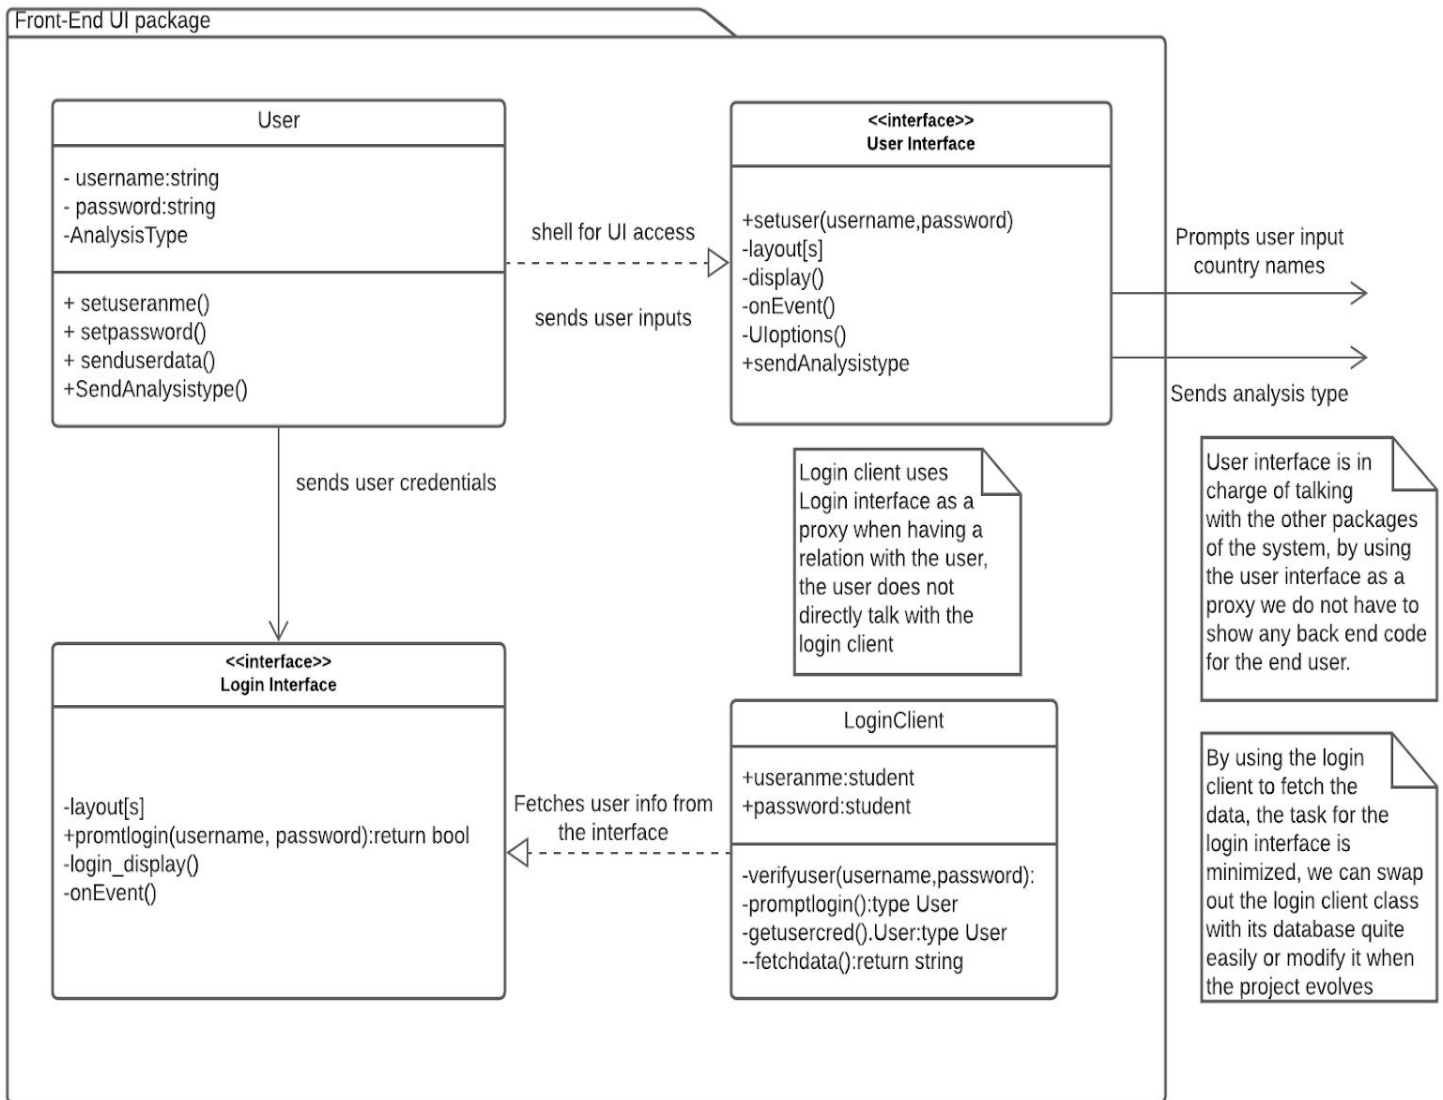 Front-End UI package
User
- username:string
- password:string
-AnalysisType
+ setuseranme()
+ setpassword()
+ senduserdata()
+SendAnalysistype()
shell for UI access
sends user inputs
<<interface>>
User Interface
+setuser(username,password)
-layout[s]
-display()
-onEvent()
-UIoptions()
+sendAnalysistype
Prompts user input
country names
Sends analysis type
sends user credentials
Login client uses
Login interface as a
proxy when having a
relation with the user,
the user does not
directly talk with the
login client
User interface is in
charge of talking
with the other packages
of the system, by using
the user interface as a
proxy we do not have to
show any back end code
for the end user.
<<interface>>
Login Interface
-layout[s]
+promtlogin(username, password):return bool
-login_display()
-onEvent()
Fetches user info from
the interface
LoginClient
+useranme:student
+password:student
-verifyuser(username,password):
-promptlogin():type User
-getusercred().User:type User
--fetchdata():return string
By using the login
client to fetch the
data, the task for the
login interface is
minimized, we can swap
out the login client class
with its database quite
easily or modify it when
the project evolves